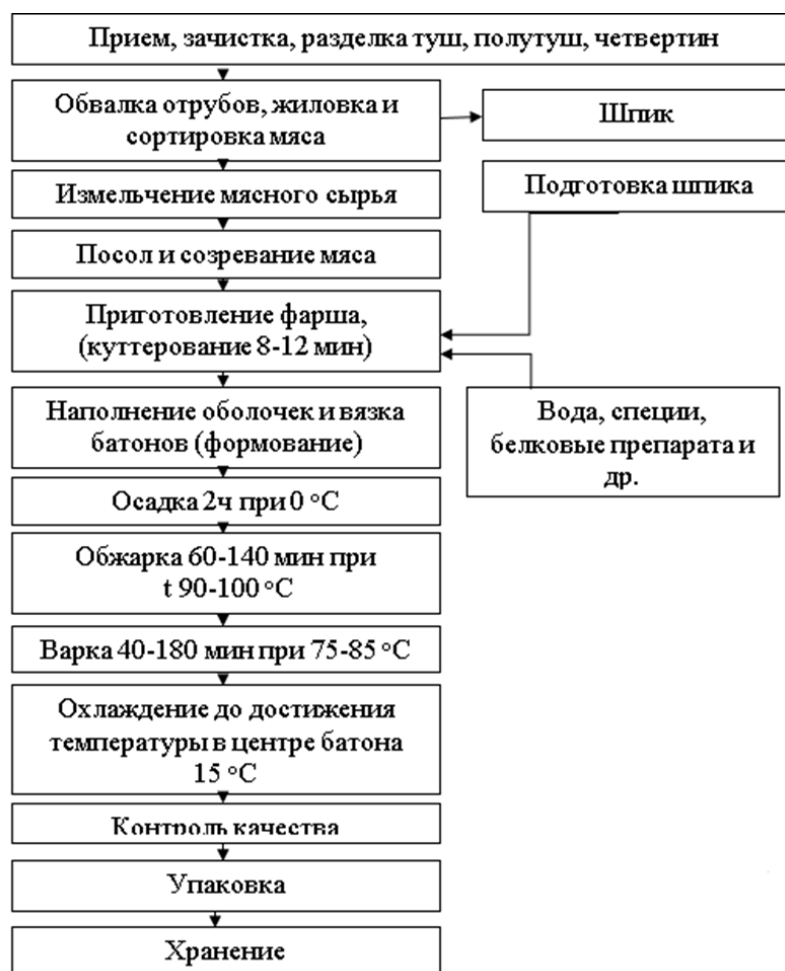 Прием, зачистка, разделка туш, полутуш, четвертин
Обвалка отрубов, жиловка и
сортировка мяса
Шпик
Измельчение мясного сырья
Подготовка шпика
Посол и созревание мяса
Приготовление фарша,
(куттерование 8-12 мин)
Наполнение оболочек и вязка
батонов (формование)
Вода, специи,
белковые препарата и
др.
Осадка 2ч при 0 °С
Обжарка 60-140 мин при
t 90-100 °С
Варка 40-180 мин при 75-85 °С
Охлаждение до достижения
температуры в центре батона
15 °С
Контроль качества
Упаковка
Хранение